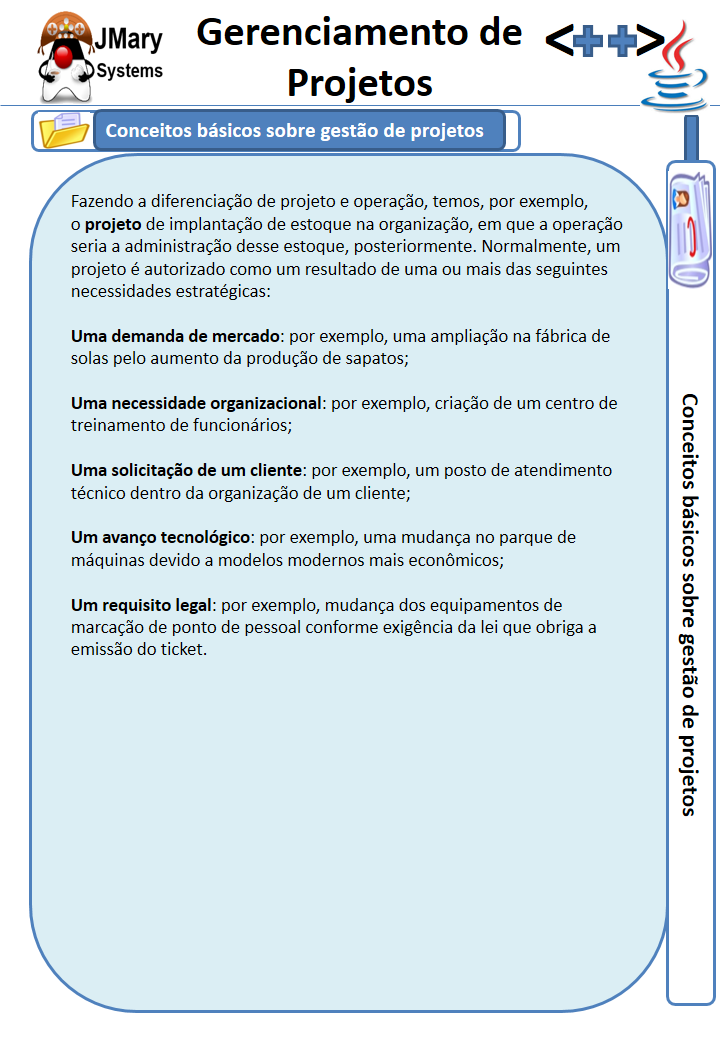 JMary
Systems
Gerenciamento de
Projetos
<++>
Conceitos básicos sobre gestão de projetos
Fazendo a diferenciação de projeto e operação, temos, por exemplo,
o projeto de implantação de estoque na organização, em que a operação
seria a administração desse estoque, posteriormente. Normalmente, um
projeto é autorizado como um resultado de uma ou mais das seguintes
necessidades estratégicas:
Uma demanda de mercado: por exemplo, uma ampliação na fábrica de
solas pelo aumento da produção de sapatos;
Uma necessidade organizacional: por exemplo, criação de um centro de
treinamento de funcionários;
Uma solicitação de um cliente: por exemplo, um posto de atendimento
técnico dentro da organização de um cliente;
Um avanço tecnológico: por exemplo, uma mudança no parque de
máquinas devido a modelos modernos mais econômicos;
Um requisito legal: por exemplo, mudança dos equipamentos de
marcação de ponto de pessoal conforme exigência da lei que obriga a
emissão do ticket.
Conceitos básicos sobre gestão de projetos